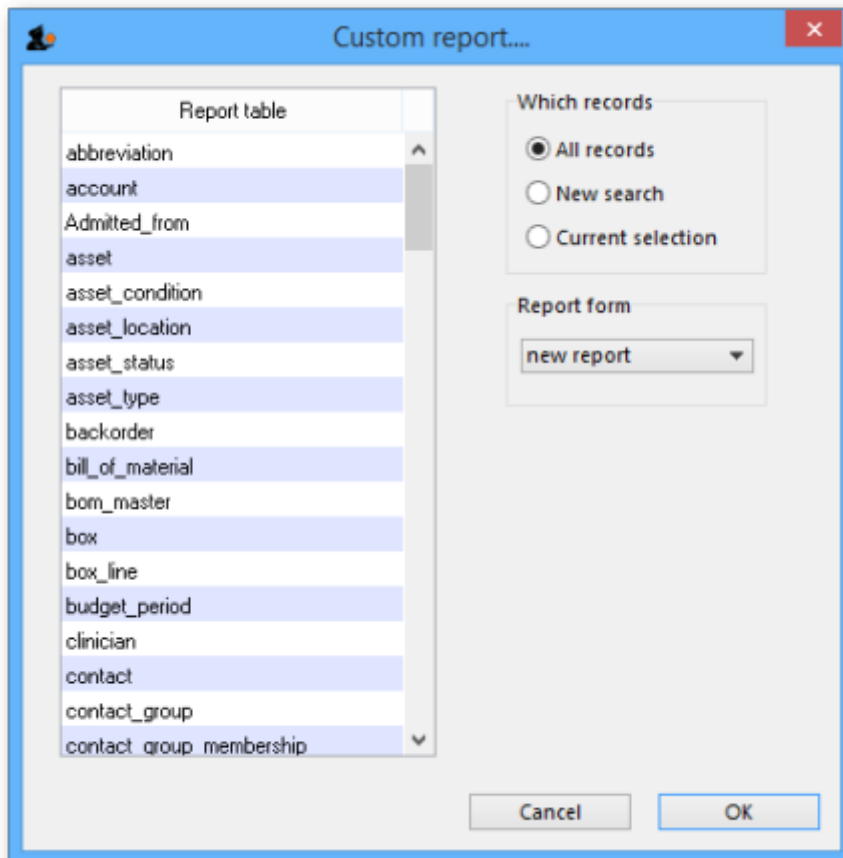 Custom report....
Report table
abbreviation
account
Admitted_from
asset
asset_condition
asset_location
asset_status
asset_type
backorder
bill_of_material
bom_master
box
box_line
budget_period
clinician
contact
contact_group
contact_group_membership
Which records
All records
New search
Current selection
Report form
new report
Cancel
OK